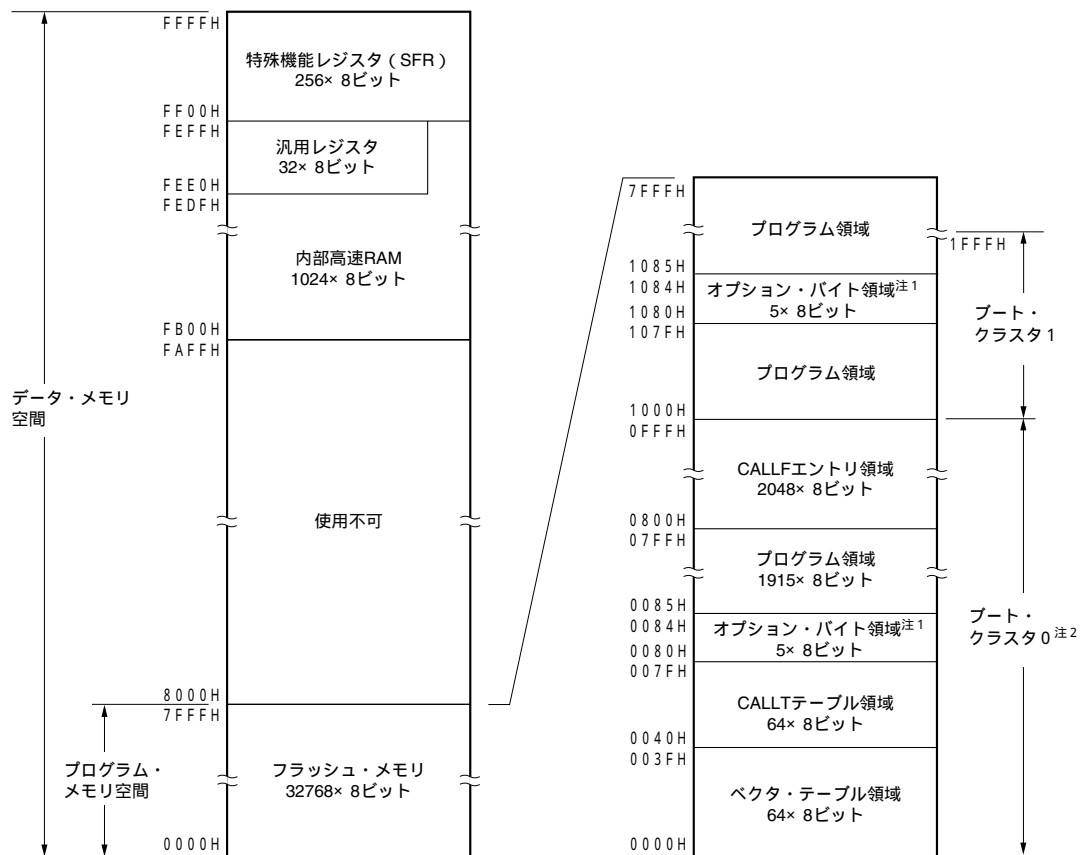 FFFFH
特殊機能レジスタ（SFR）
256× 8ビット
FF00H
FEFFH
汎用レジスタ
32× 8ビット
FEE0H
FEDFH
内部高速RAM
1024× 8ビット
FB00H
FAFFH
データ・メモリ
空間
使用不可
8000H
7FFFH
プログラム・
メモリ空間
フラッシュ・メモリ
32768× 8ビット
0000H
7FFFH
プログラム領域
1FFFH
1085H
1084H
オプション・バイト領域注1
5× 8ビット
1080H
107FH
ブート・
クラスタ1
プログラム領域
1000H
0FFFH
CALLFエントリ領域
2048× 8ビット
0800H
07FFH
プログラム領域
1915× 8ビット
0085H
0084H
オプション・バイト領域注1
5× 8ビット
0080H
007FH
ブート・
クラスタ0注2
CALLTテーブル領域
64× 8ビット
0040H
003FH
ベクタ・テーブル領域
64× 8ビット
0000H